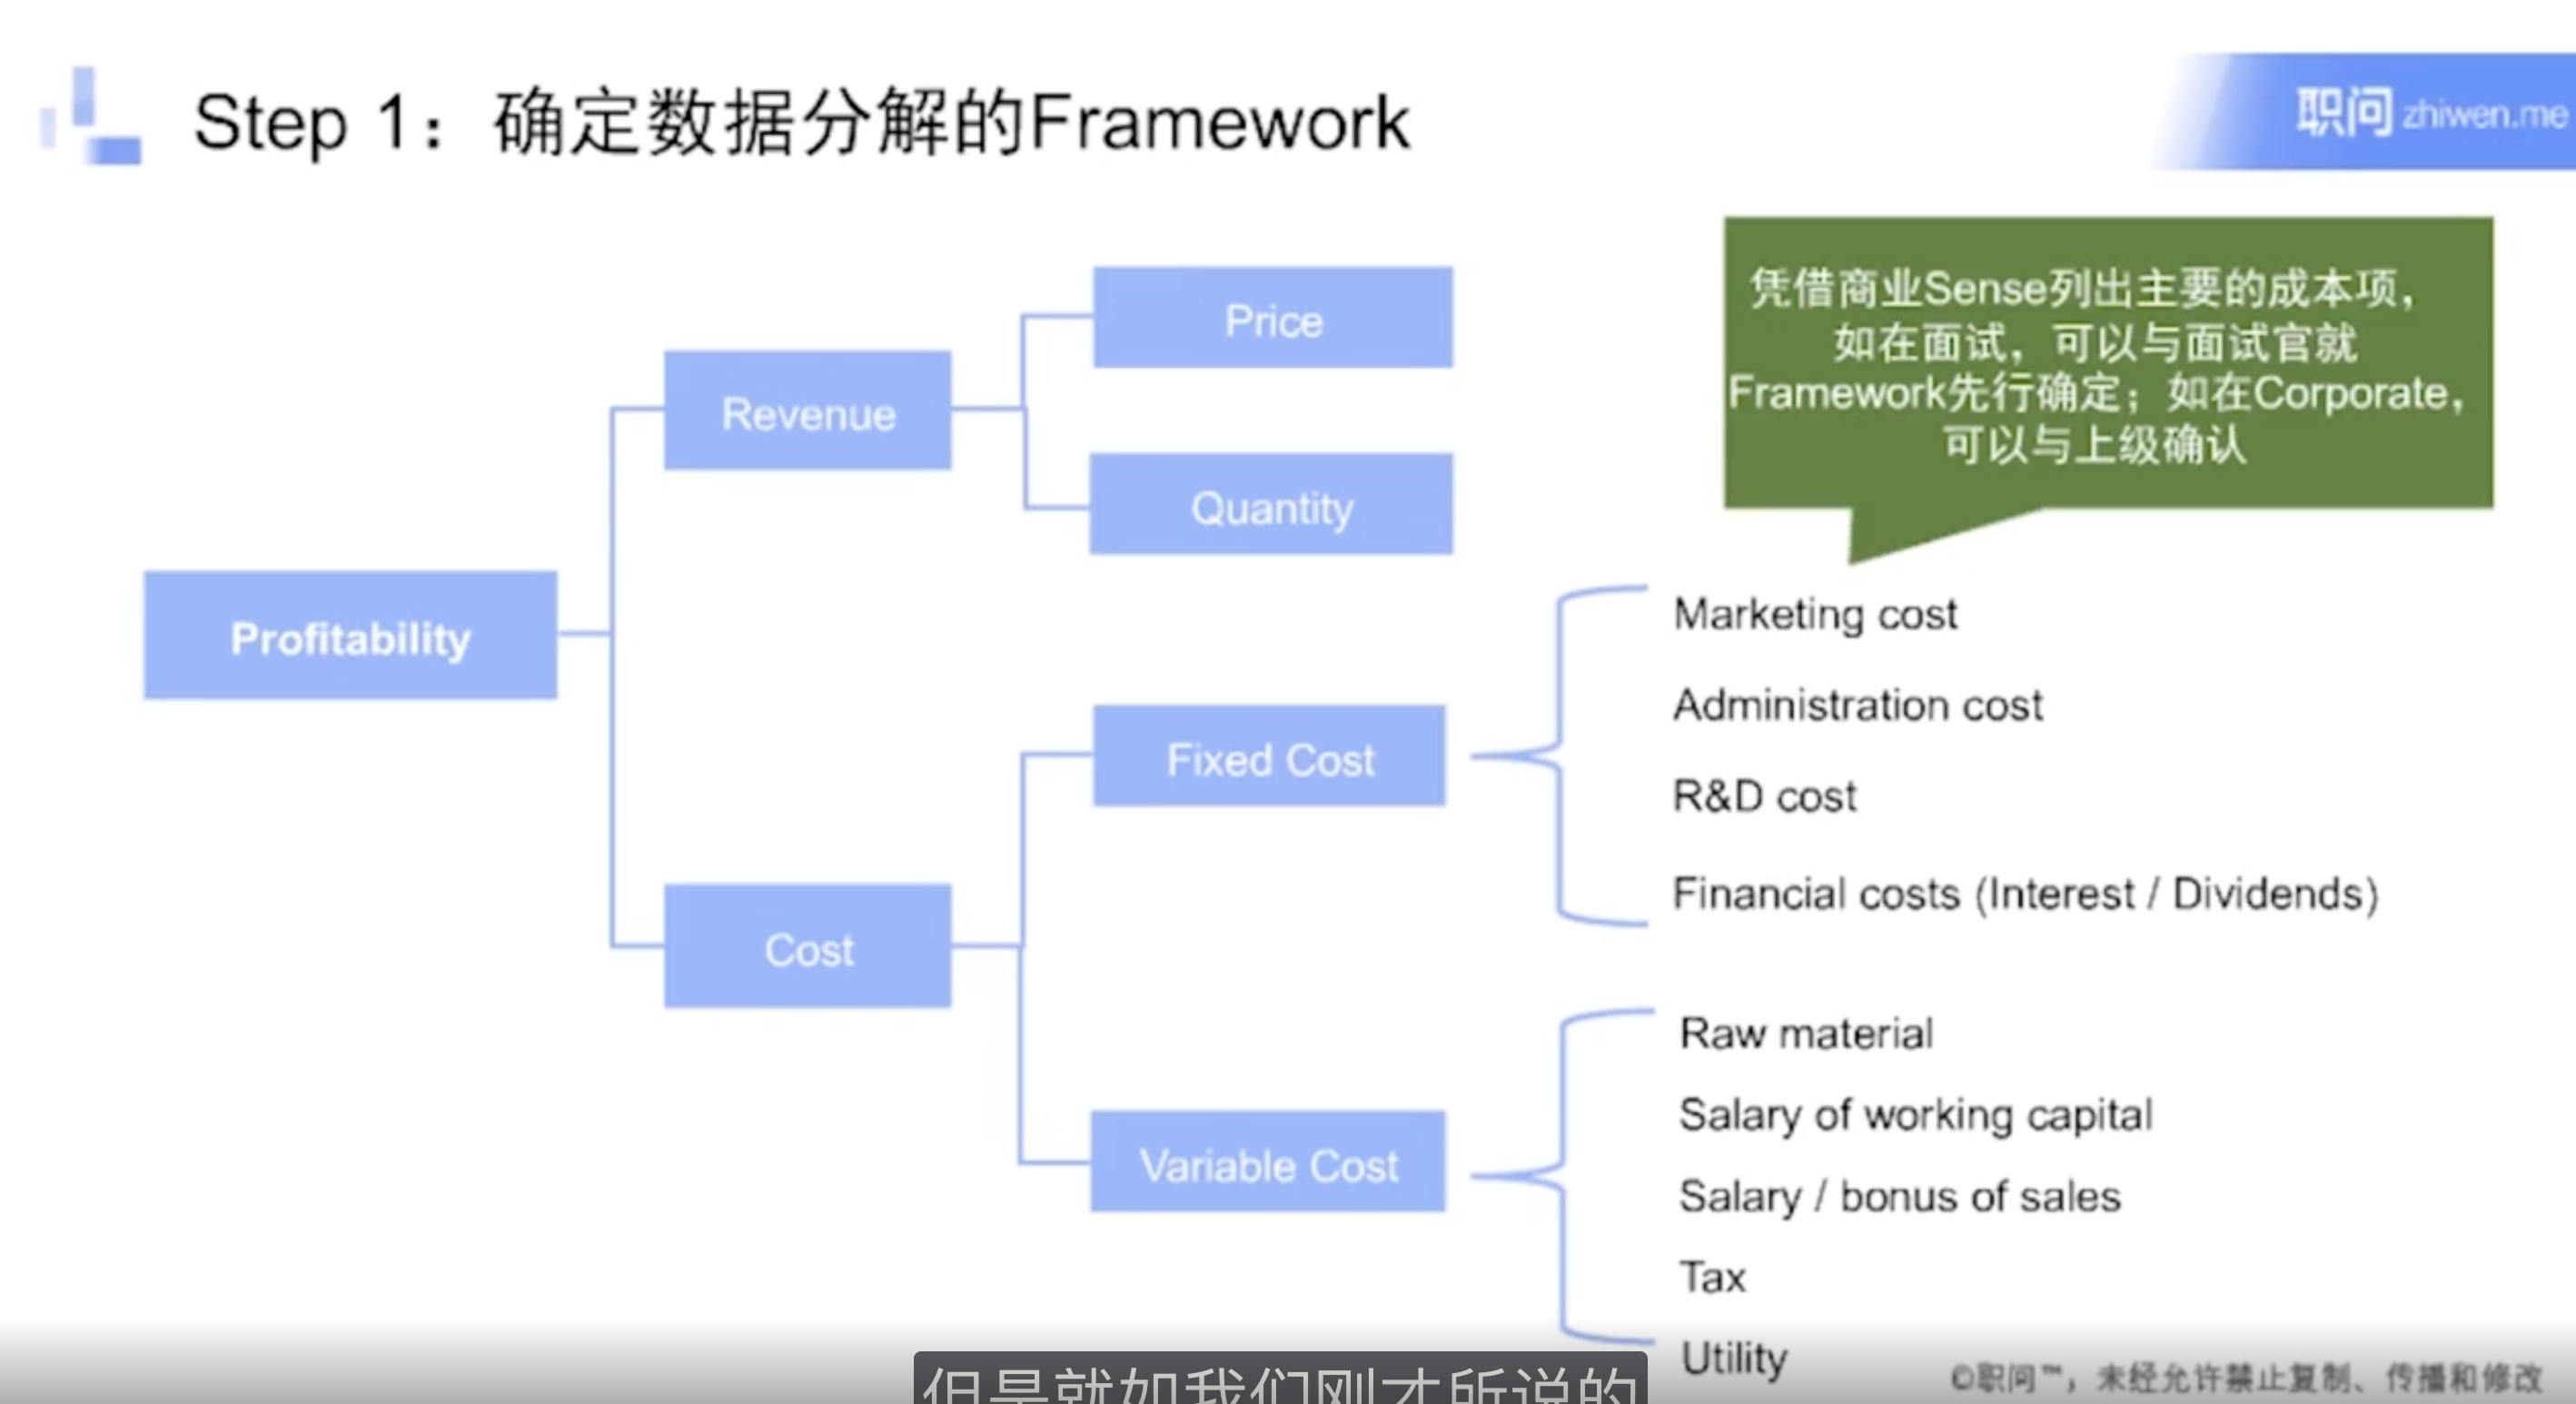 Step 1：确定数据分解的Framework
职问 zhiwen.me
凭借商业Sense列出主要的成本项，
如在面试，可以与面试官就
Framework先行确定；如在Corporate，
可以与上级确认
Price
Revenue
Quantity
Profitability
Marketing cost
Administration cost
Fixed Cost
R&D cost
Financial costs (Interest / Dividends)
Cost
Raw material
Salary of working capital
Variable Cost
Salary / bonus of sales
Tax
Utility
但是就如我们刚才所说的
©职问™，未经允许禁止复制、传播和修改